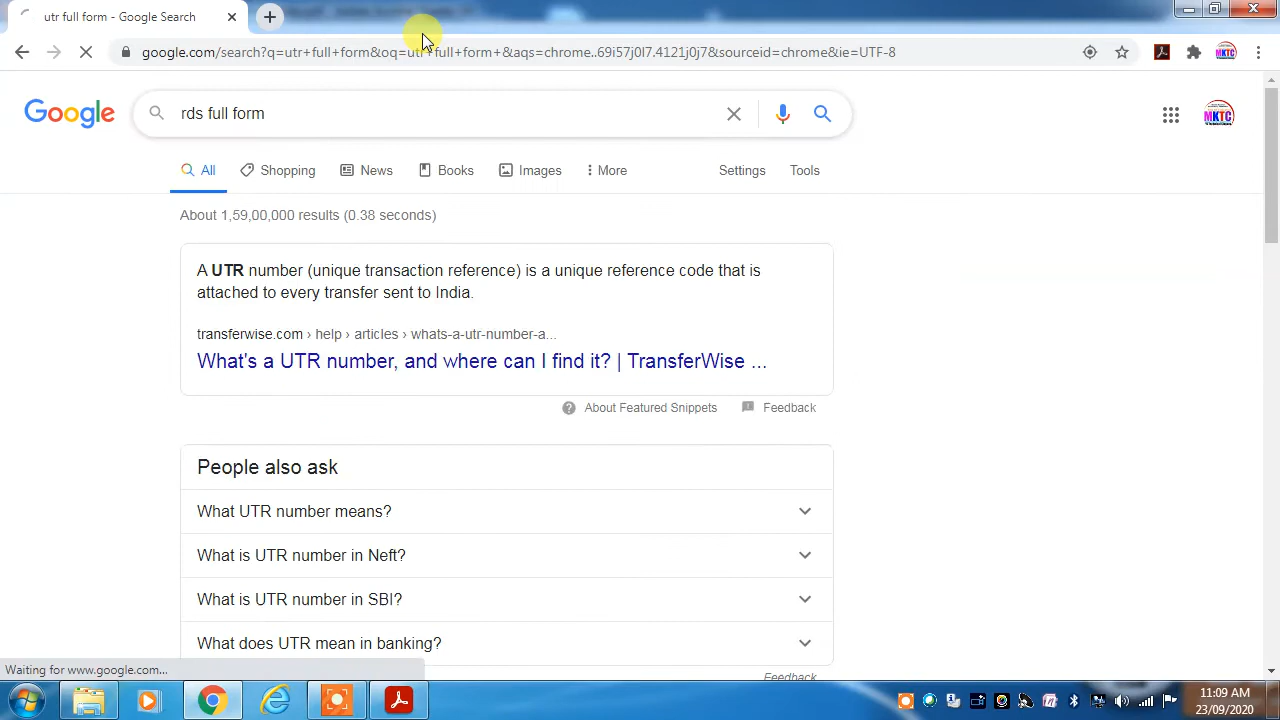 utr full form - Google Search
google.com/search?q=utr+full+form&oq=utr+full+form+&aqs=chrome..69i57j0l7.4121j0j7&sourceid=chrome&ie=UTF-8
MKTC
Google
rds full form
MKTC
All
Shopping
News
Books
Images
More
Settings
Tools
About 1,59,00,000 results (0.38 seconds)
A UTR number (unique transaction reference) is a unique reference code that is
attached to every transfer sent to India.
transferwise.com › help › articles › whats-a-utr-number-a...
What's a UTR number, and where can I find it? | TransferWise ...
About Featured Snippets
Feedback
People also ask
What UTR number means?
What is UTR number in Neft?
What is UTR number in SBI?
What does UTR mean in banking?
Feedback
Waiting for www.google.com...
11:09 AM
23/09/2020